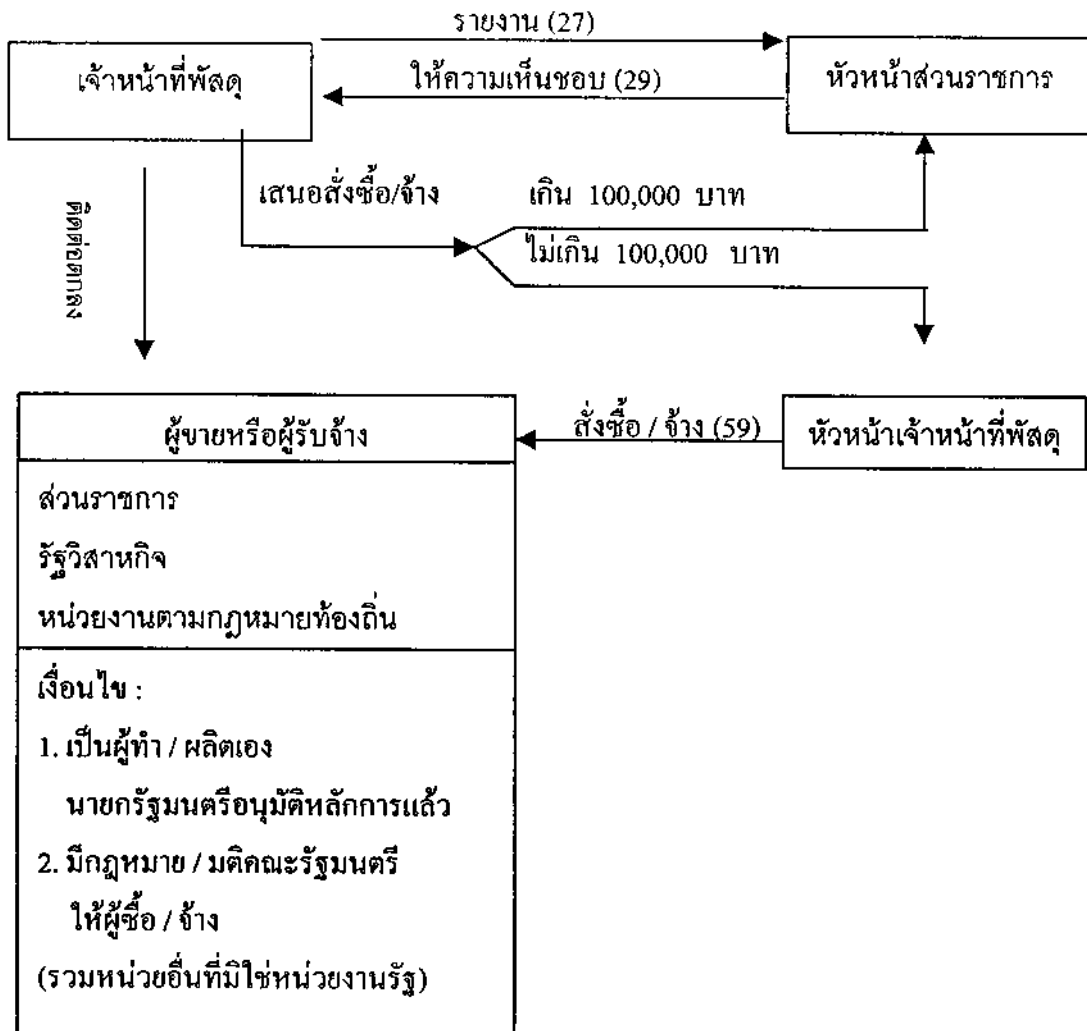 รายงาน (27)
เจ้าหน้าที่พัสดุ
ให้ความเห็นชอบ (29)
หัวหน้าส่วนราชการ
ติดต่อตกลง
เสนอสั่งซื้อ/จ้าง
เกิน 100,000 บาท
ไม่เกิน 100,000 บาท
ผู้ขายหรือผู้รับจ้าง
สั่งซื้อ / จ้าง (59)
หัวหน้าเจ้าหน้าที่พัสดุ
ส่วนราชการ
รัฐวิสาหกิจ
หน่วยงานตามกฎหมายท้องถิ่น
เงื่อนไข :
1. เป็นผู้ทำ / ผลิตเอง
นายกรัฐมนตรีอนุมัติหลักการแล้ว
2. มีกฎหมาย / มติคณะรัฐมนตรี
ให้ผู้ซื้อ / จ้าง
(รวมหน่วยอื่นที่มิใช่หน่วยงานรัฐ)